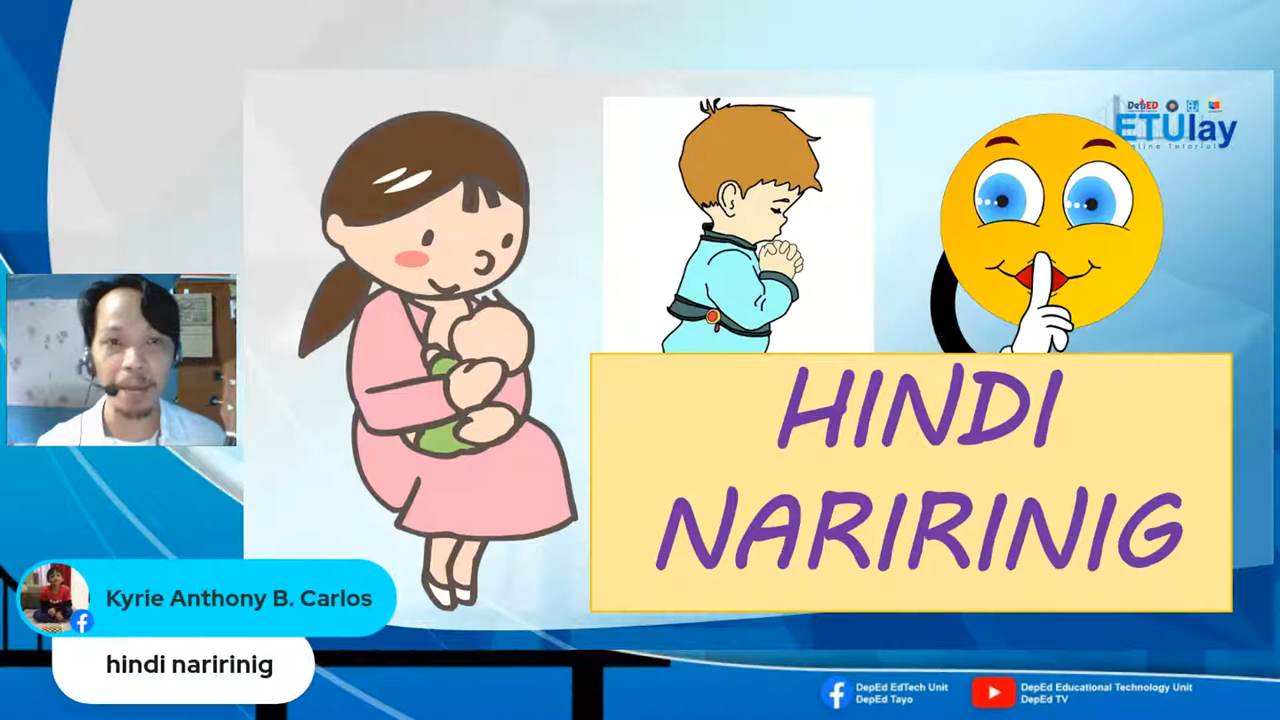 DepED
ETUlay
Online Tutorial
HINDI
NARIRINIG
Kyrie Anthony B. Carlos
hindi naririnig
DepEd EdTech Unit
DepEd Tayo
DepEd Educational Technology Unit
DepEd TV